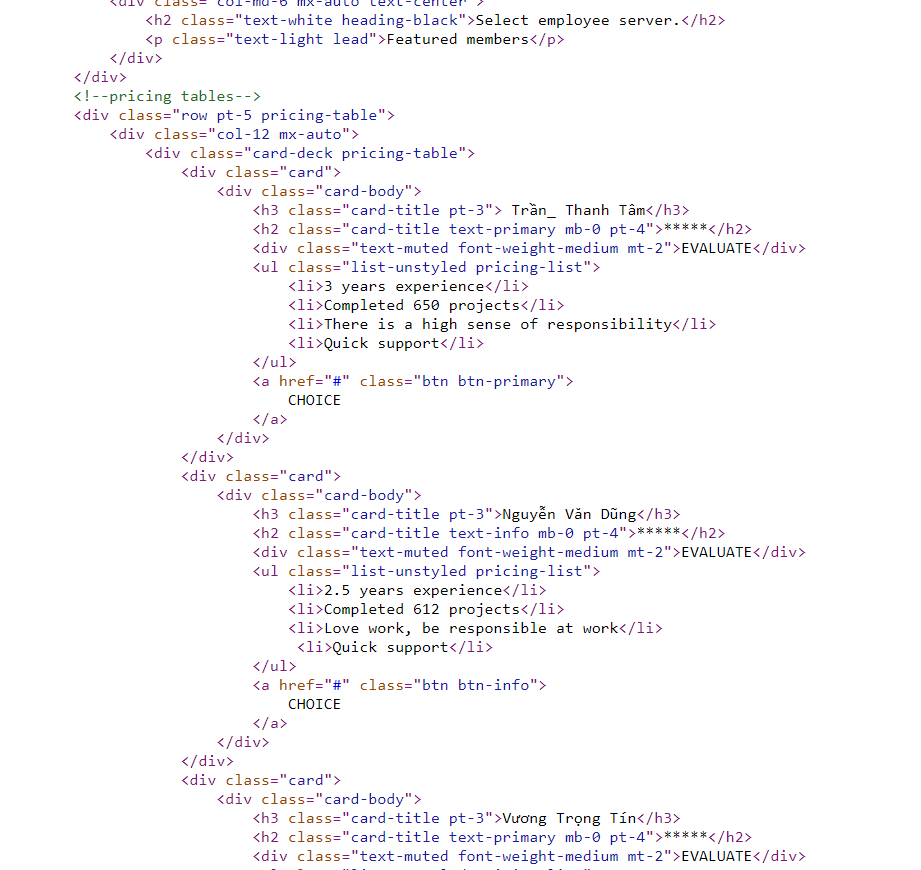 <div class="col-md-6 mx-auto text-center">
<h2 class="text-white heading-black">Select employee server.</h2>
<p class="text-light lead">Featured members</p>
</div>
</div>
<!--pricing tables-->
<div class="row pt-5 pricing-table">
<div class="col-12 mx-auto">
<div class="card-deck pricing-table">
<div class="card">
<div class="card-body">
<h3 class="card-title pt-3"> Trần_ Thanh Tâm</h3>
<h2 class="card-title text-primary mb-0 pt-4">*****</h2>
<div class="text-muted font-weight-medium mt-2">EVALUATE</div>
<ul class="list-unstyled pricing-list">
<li>3 years experience</li>
<li>Completed 650 projects</li>
<li>There is a high sense of responsibility</li>
<li>Quick support</li>
</ul>
<a href="#" class="btn btn-primary">
CHOICE
</a>
</div>
</div>
<div class="card">
<div class="card-body">
<h3 class="card-title pt-3">Nguyễn Văn Dũng</h3>
<h2 class="card-title text-info mb-0 pt-4">*****</h2>
<div class="text-muted font-weight-medium mt-2">EVALUATE</div>
<ul class="list-unstyled pricing-list">
<li>2.5 years experience</li>
<li>Completed 612 projects</li>
<li>Love work, be responsible at work</li>
<li>Quick support</li>
</ul>
<a href="#" class="btn btn-info">
CHOICE
</a>
</div>
</div>
<div class="card">
<div class="card-body">
<h3 class="card-title pt-3">Vương Trọng Tín</h3>
<h2 class="card-title text-primary mb-0 pt-4">*****</h2>
<div class="text-muted font-weight-medium mt-2">EVALUATE</div>